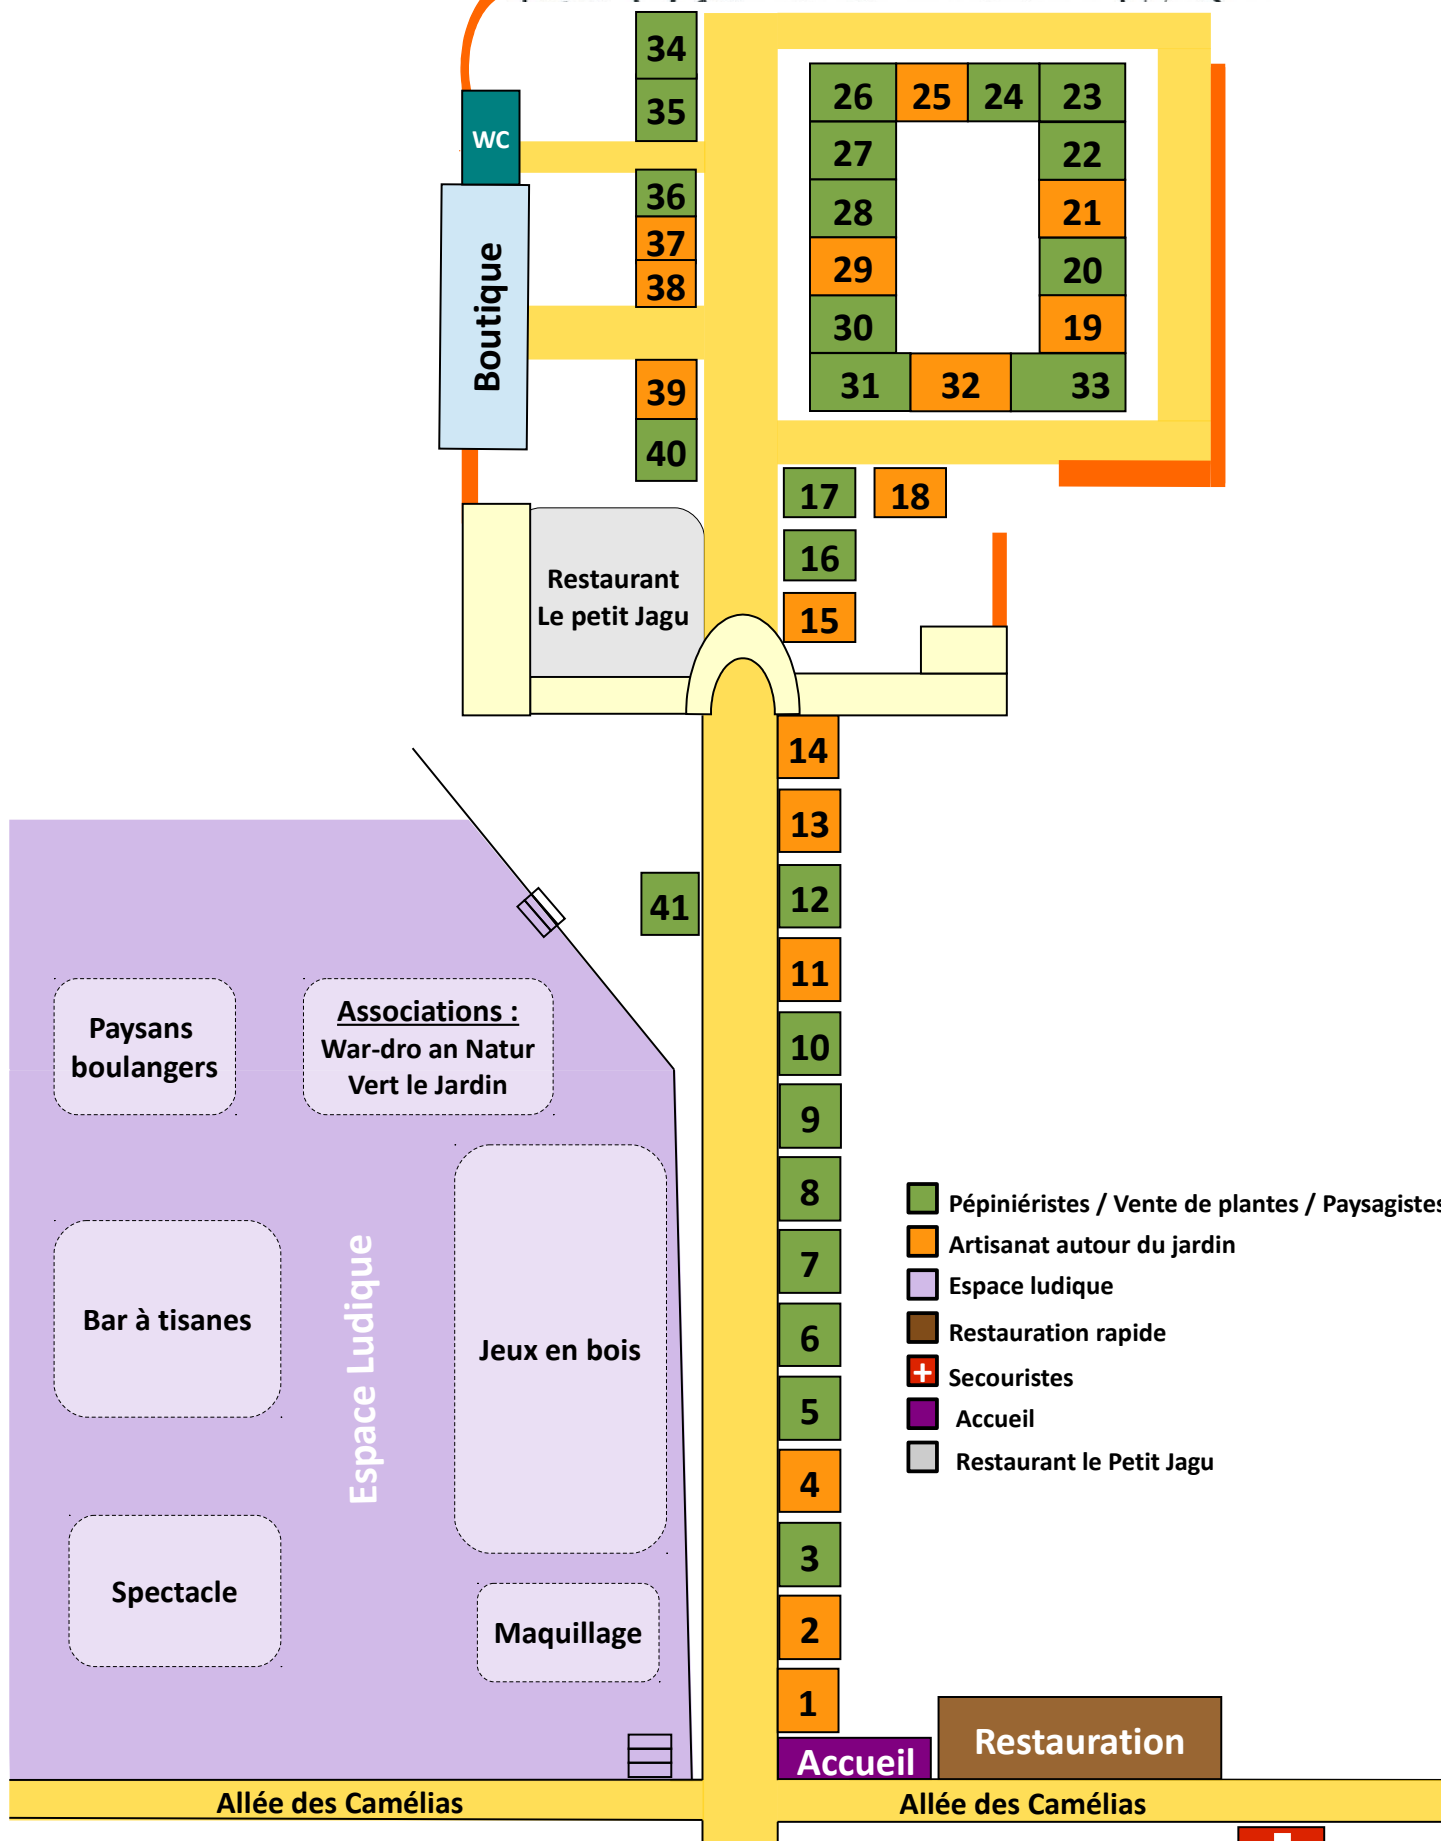 34
35
WC
36
37
38
Boutique
39
40
26 25 24 23
27 22
28 21
29 20
30 19
31 32 33
17 18
16
15
Restaurant
Le petit Jagu
14
13
12
41
11
10
9
8
7
6
5
4
3
2
1
Paysans
boulangers
Associations :
War-dro an Natur
Vert le Jardin
Bar à tisanes
Espace Ludique
Jeux en bois
Spectacle
Maquillage
Pépiniéristes / Vente de plantes / Paysagistes
Artisanat autour du jardin
Espace ludique
Restauration rapide
Secouristes
Accueil
Restaurant le Petit Jagu
Accueil
Restauration
Allée des Camélias
Allée des Camélias